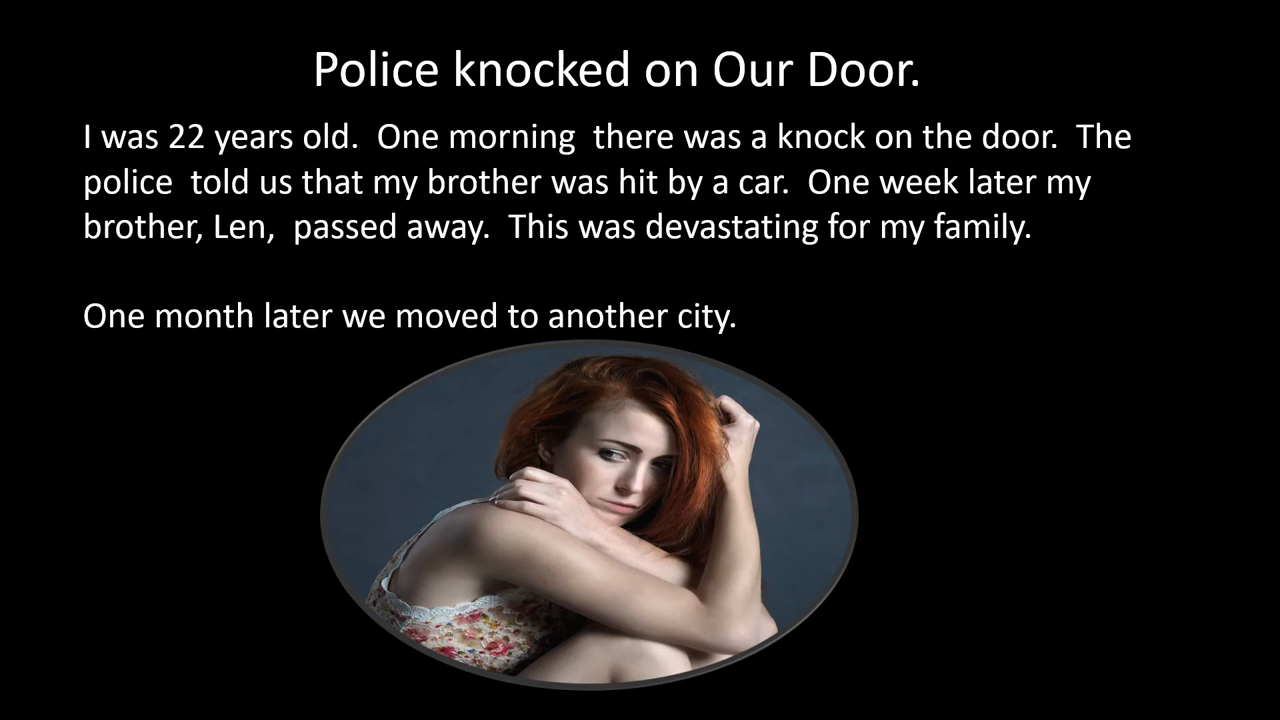 Police knocked on Our Door.
I was 22 years old.  One morning  there was a knock on the door.  The
police  told us that my brother was hit by a car.  One week later my
brother, Len,  passed away.  This was devastating for my family.
One month later we moved to another city.